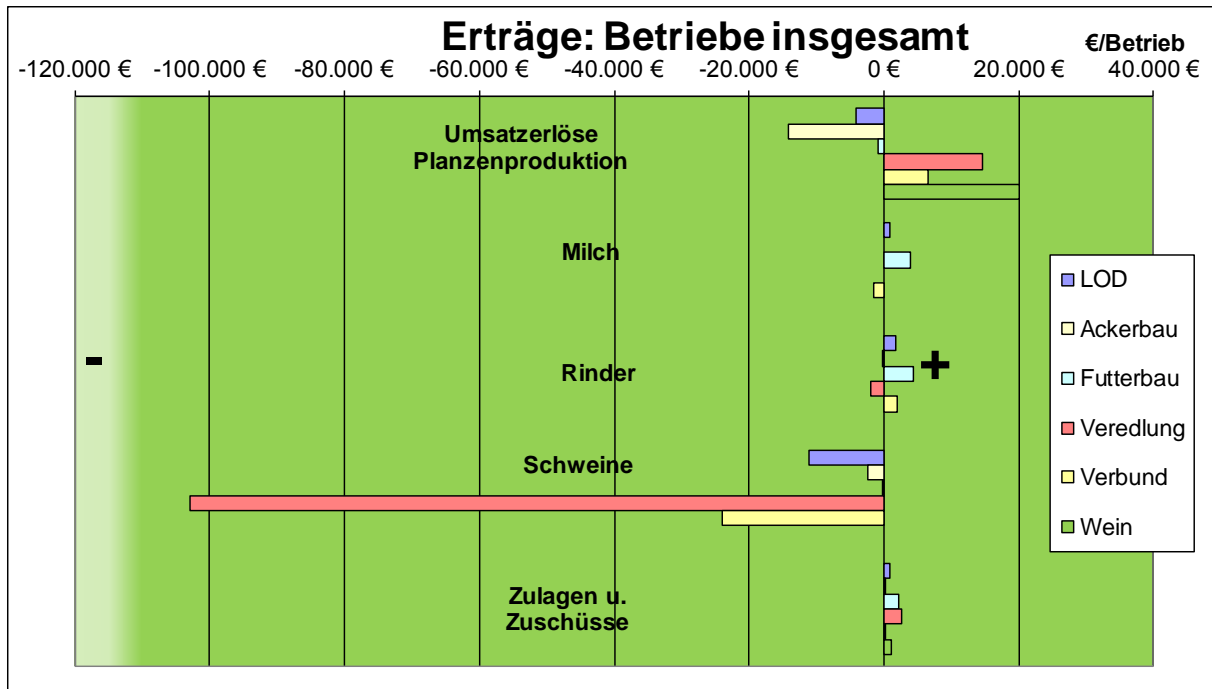 Erträge: Betriebe insgesamt
€/Betrieb
-120.000 € -100.000 € -80.000 € -60.000 € -40.000 € -20.000 € 0 € 20.000 € 40.000 €
Umsatzerlöse
Planzenproduktion
Milch
Rinder
Schweine
Zulagen u.
Zuschüsse
-
+
LOD
Ackerbau
Futterbau
Veredlung
Verbund
Wein